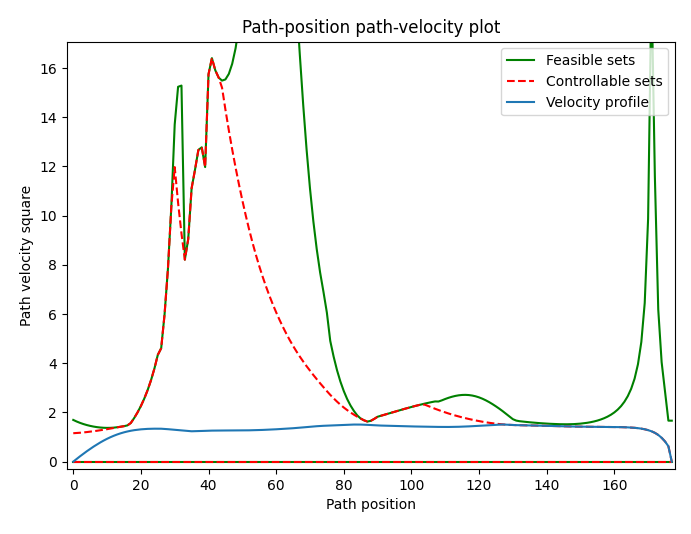 Path-position path-velocity plot
Feasible sets
Controllable sets
Velocity profile
Path velocity square
16
14
12
10
8
6
4
2
0
0 20 40 60 80 100 120 140 160
Path position